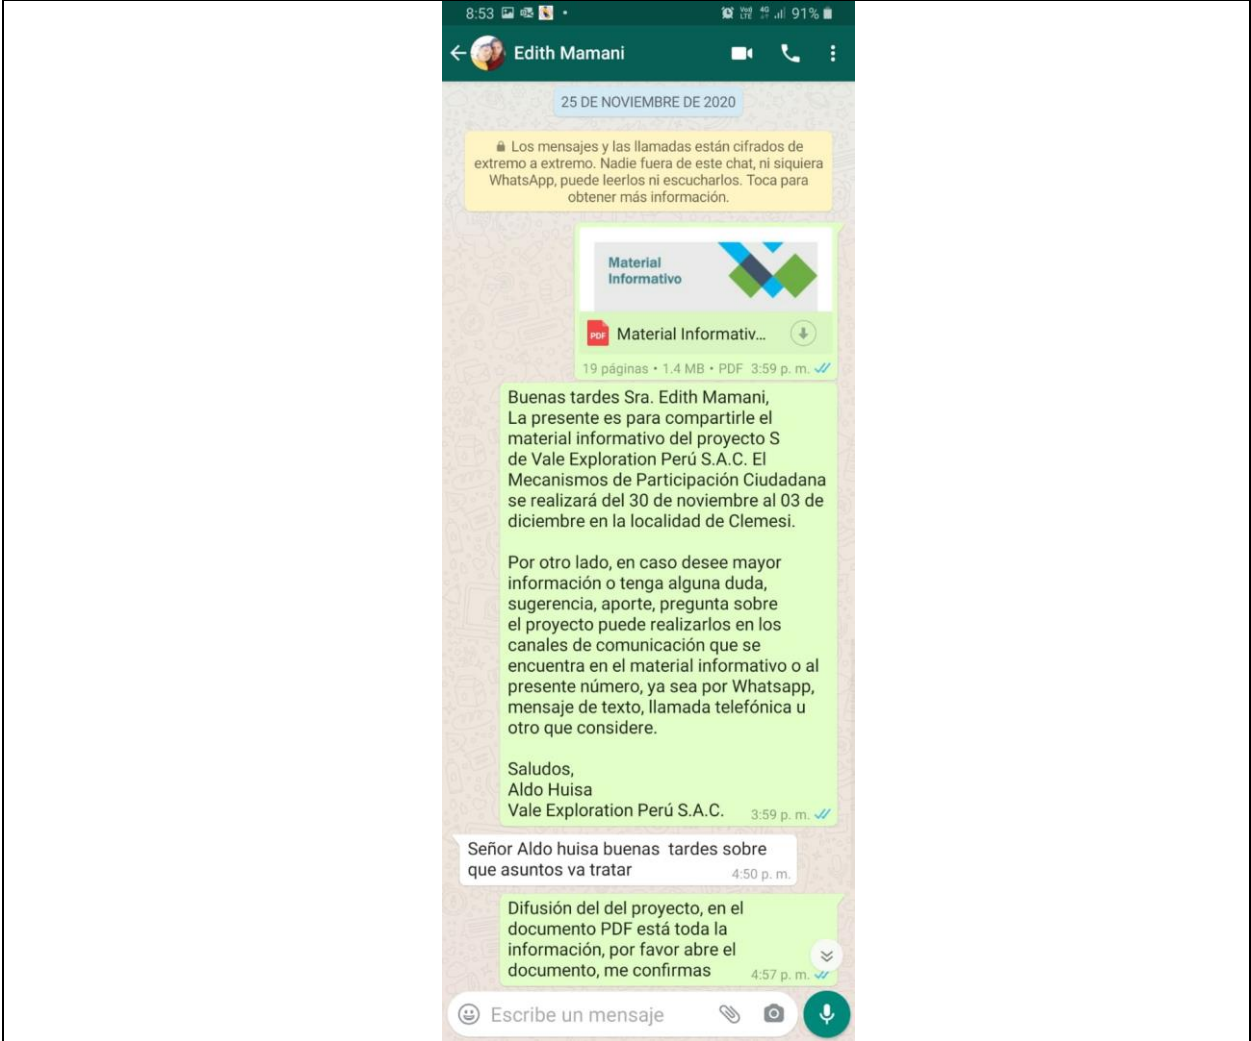 8:53
91%
Edith Mamani
25 DE NOVIEMBRE DE 2020
Los mensajes y las llamadas están cifrados de
extremo a extremo. Nadie fuera de este chat, ni siquiera
WhatsApp, puede leerlos ni escucharlos. Toca para
obtener más información.
Material
Informativo
PDF Material Informativ...
19 páginas • 1.4 MB • PDF 3:59 p. m.
Buenas tardes Sra. Edith Mamani,
La presente es para compartirle el
material informativo del proyecto S
de Vale Exploration Perú S.A.C. El
Mecanismos de Participación Ciudadana
se realizará del 30 de noviembre al 03 de
diciembre en la localidad de Clemesi.
Por otro lado, en caso desee mayor
información o tenga alguna duda,
sugerencia, aporte, pregunta sobre
el proyecto puede realizarlos en los
canales de comunicación que se
encuentra en el material informativo o al
presente número, ya sea por Whatsapp,
mensaje de texto, llamada telefónica u
otro que considere.
Saludos,
Aldo Huisa
Vale Exploration Perú S.A.C. 3:59 p. m.
Señor Aldo huisa buenas tardes sobre
que asuntos va tratar 4:50 p. m.
Difusión del del proyecto, en el
documento PDF está toda la
información, por favor abre el
documento, me confirmas 4:57 p. m.
Escribe un mensaje